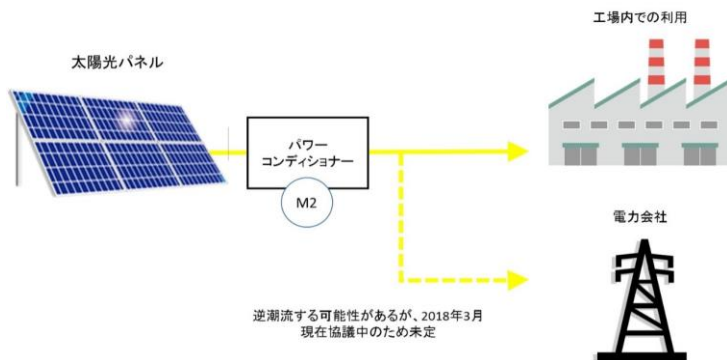 工場内での利用
太陽光パネル
パワー
コンディショナー
M2
電力会社
逆潮流する可能性があるが、2018年3月
現在協議中のため未定